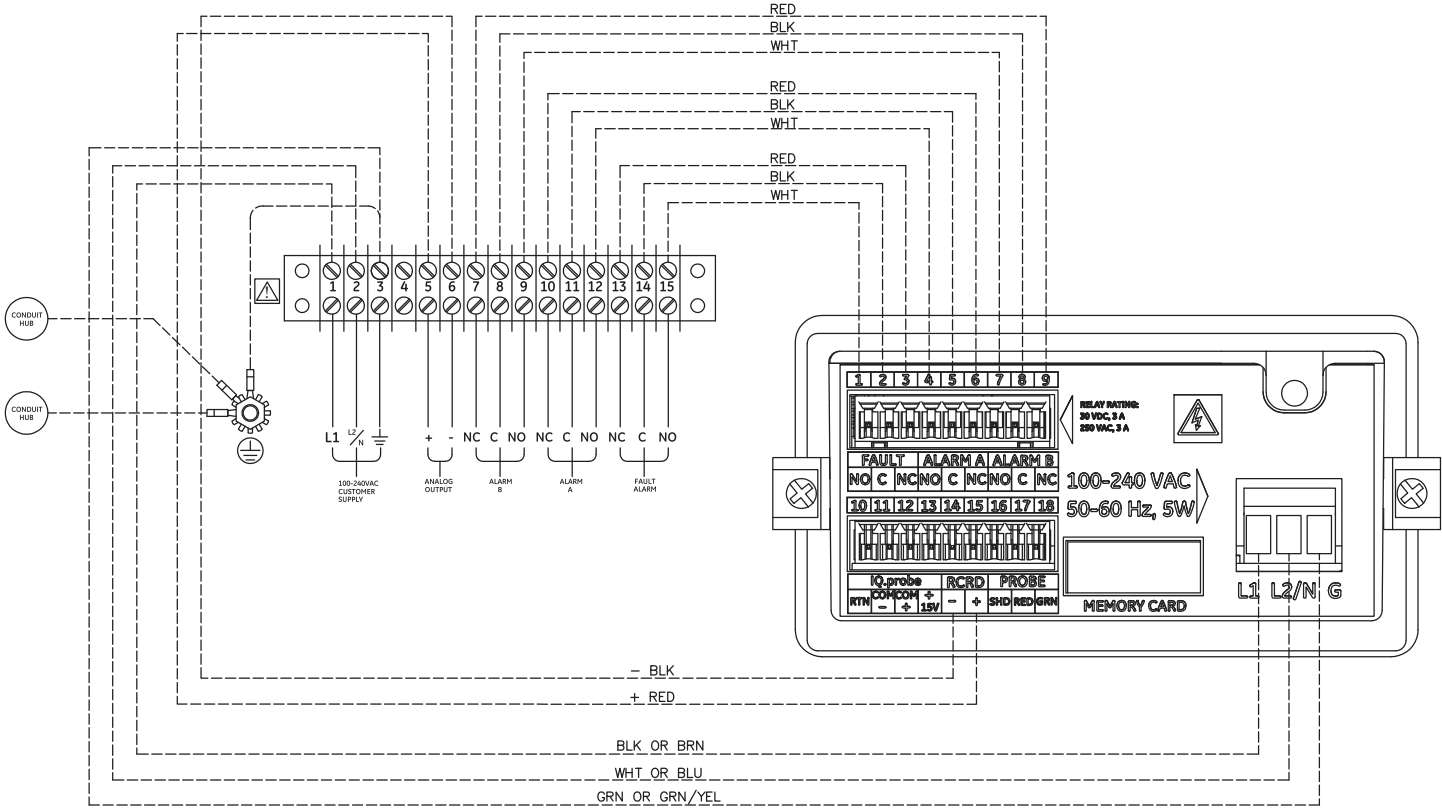 RED
BLK
WHT
RED
BLK
WHT
RED
BLK
WHT
1 2 3 4 5 6 7 8 9 10 11 12 13 14 15
CONDUIT
HUB
CONDUIT
HUB
L1 L2/N + - NC C NO NC C NO NC C NO
100-240VAC
CUSTOMER
SUPPLY
ANALOG
OUTPUT
ALARM
B
ALARM
A
FAULT
ALARM
1 2 3 4 5 6 7 8 9
RELAY RATING:
30 VDC, 3 A
250 VAC, 3 A
FAULT ALARM A ALARM B
NO C NC NO C NC NO C NC
100-240 VAC
50-60 Hz, 5W
10 11 12 13 14 15 16 17 18
IQ.probe RCRD PROBE
RTN COM - COM + + 15V - + SHD RED GRN
MEMORY CARD
L1 L2/N G
- BLK
+ RED
BLK OR BRN
WHT OR BLU
GRN OR GRN/YEL